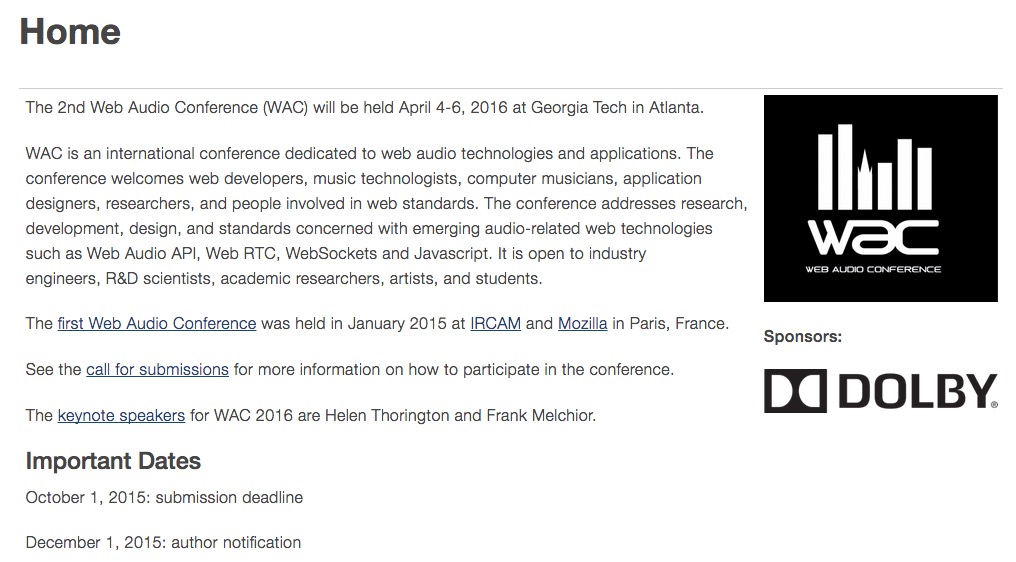 Home
The 2nd Web Audio Conference (WAC) will be held April 4-6, 2016 at Georgia Tech in Atlanta.
WAC is an international conference dedicated to web audio technologies and applications. The
conference welcomes web developers, music technologists, computer musicians, application
designers, researchers, and people involved in web standards. The conference addresses research,
development, design, and standards concerned with emerging audio-related web technologies
such as Web Audio API, Web RTC, WebSockets and Javascript. It is open to industry
engineers, R&D scientists, academic researchers, artists, and students.
The first Web Audio Conference was held in January 2015 at IRCAM and Mozilla in Paris, France.
See the call for submissions for more information on how to participate in the conference.
The keynote speakers for WAC 2016 are Helen Thorington and Frank Melchior.
Important Dates
October 1, 2015: submission deadline
December 1, 2015: author notification
wac
WEB AUDIO CONFERENCE
Sponsors:
DOLBY®